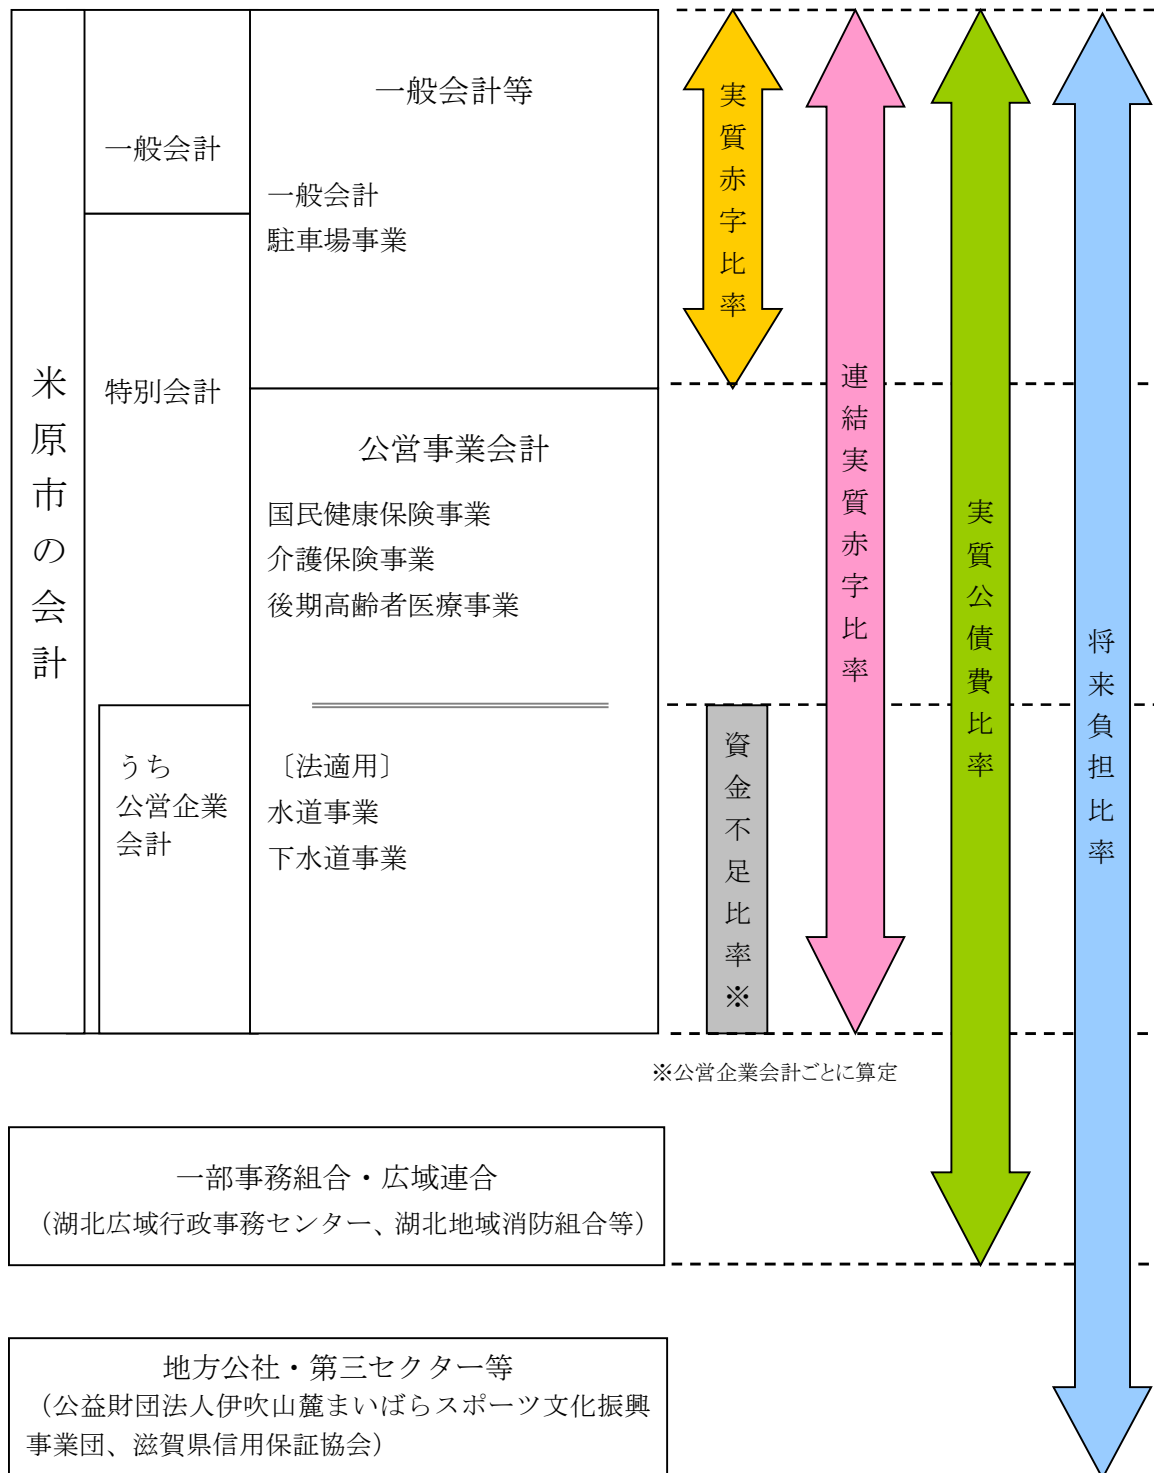 米原市の会計
一般会計
特別会計
うち
公営企業
会計
一般会計等
一般会計
駐車場事業
公営事業会計
国民健康保険事業
介護保険事業
後期高齢者医療事業
〔法適用〕
水道事業
下水道事業
実質赤字比率
資金不足比率※
連結実質赤字比率
実質公債費比率
将来負担比率
※公営企業会計ごとに算定
一部事務組合・広域連合
（湖北広域行政事務センター、湖北地域消防組合等）
地方公社・第三セクター等
（公益財団法人伊吹山麓まいばらスポーツ文化振興
事業団、滋賀県信用保証協会）